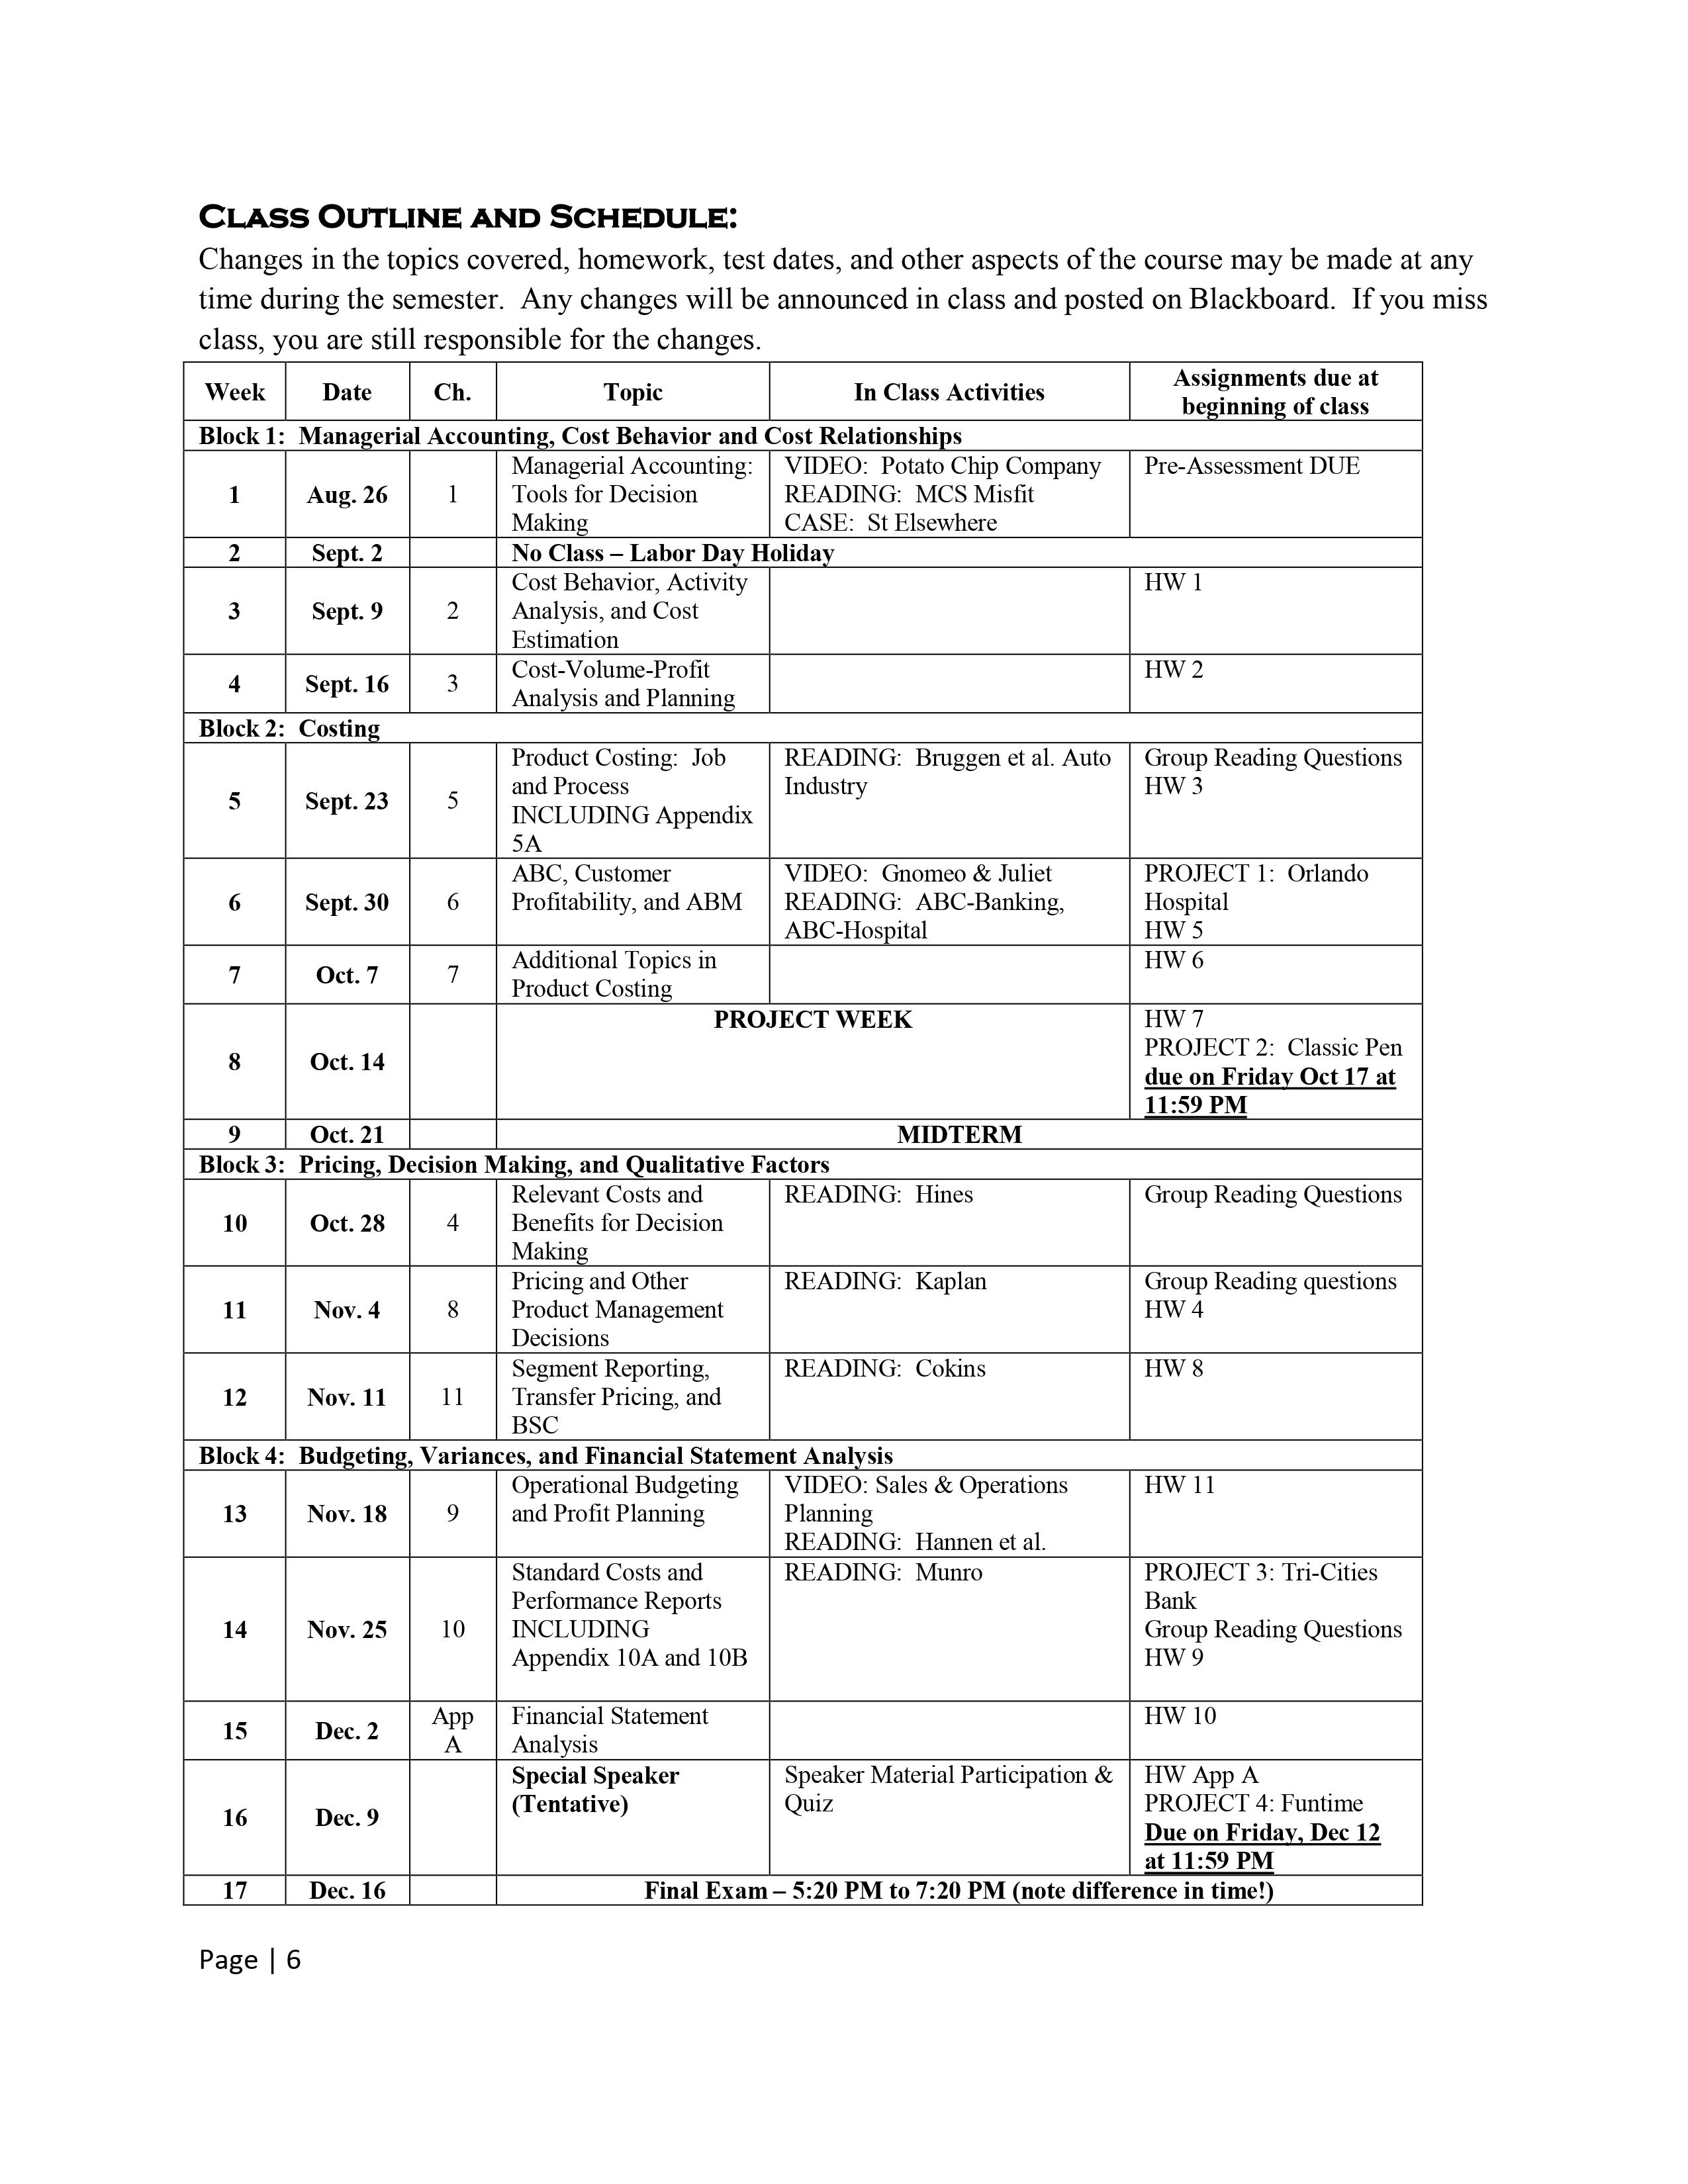 CLASS OUTLINE AND SCHEDULE:
Changes in the topics covered, homework, test dates, and other aspects of the course may be made at any
time during the semester.  Any changes will be announced in class and posted on Blackboard.  If you miss
class, you are still responsible for the changes.
Week Date Ch. Topic In Class Activities Assignments due at
beginning of class
Block 1:  Managerial Accounting, Cost Behavior and Cost Relationships
1 Aug. 26 1 Managerial Accounting: VIDEO:  Potato Chip Company Pre-Assessment DUE
Tools for Decision READING:  MCS Misfit
Making CASE:  St Elsewhere
2 Sept. 2 No Class – Labor Day Holiday
3 Sept. 9 2 Cost Behavior, Activity HW 1
Analysis, and Cost
Estimation
4 Sept. 16 3 Cost-Volume-Profit HW 2
Analysis and Planning
Block 2:  Costing
5 Sept. 23 5 Product Costing:  Job READING:  Bruggen et al. Auto Group Reading Questions
and Process Industry HW 3
INCLUDING Appendix
5A
6 Sept. 30 6 ABC, Customer VIDEO:  Gnomeo & Juliet PROJECT 1:  Orlando
Profitability, and ABM READING:  ABC-Banking, Hospital
ABC-Hospital HW 5
7 Oct. 7 7 Additional Topics in HW 6
Product Costing
8 Oct. 14 PROJECT WEEK HW 7
PROJECT 2:  Classic Pen
due on Friday Oct 17 at
11:59 PM
9 Oct. 21 MIDTERM
Block 3:  Pricing, Decision Making, and Qualitative Factors
10 Oct. 28 4 Relevant Costs and READING:  Hines Group Reading Questions
Benefits for Decision
Making
11 Nov. 4 8 Pricing and Other READING:  Kaplan Group Reading questions
Product Management HW 4
Decisions
12 Nov. 11 11 Segment Reporting, READING:  Cokins HW 8
Transfer Pricing, and
BSC
Block 4:  Budgeting, Variances, and Financial Statement Analysis
13 Nov. 18 9 Operational Budgeting VIDEO: Sales & Operations HW 11
and Profit Planning Planning
READING:  Hannen et al.
14 Nov. 25 10 Standard Costs and READING:  Munro PROJECT 3: Tri-Cities
Performance Reports Bank
INCLUDING Group Reading Questions
Appendix 10A and 10B HW 9
15 Dec. 2 App Financial Statement HW 10
A Analysis
16 Dec. 9 Special Speaker Speaker Material Participation & HW App A
(Tentative) Quiz PROJECT 4: Funtime
Due on Friday, Dec 12
at 11:59 PM
17 Dec. 16 Final Exam – 5:20 PM to 7:20 PM (note difference in time!)
Page | 6